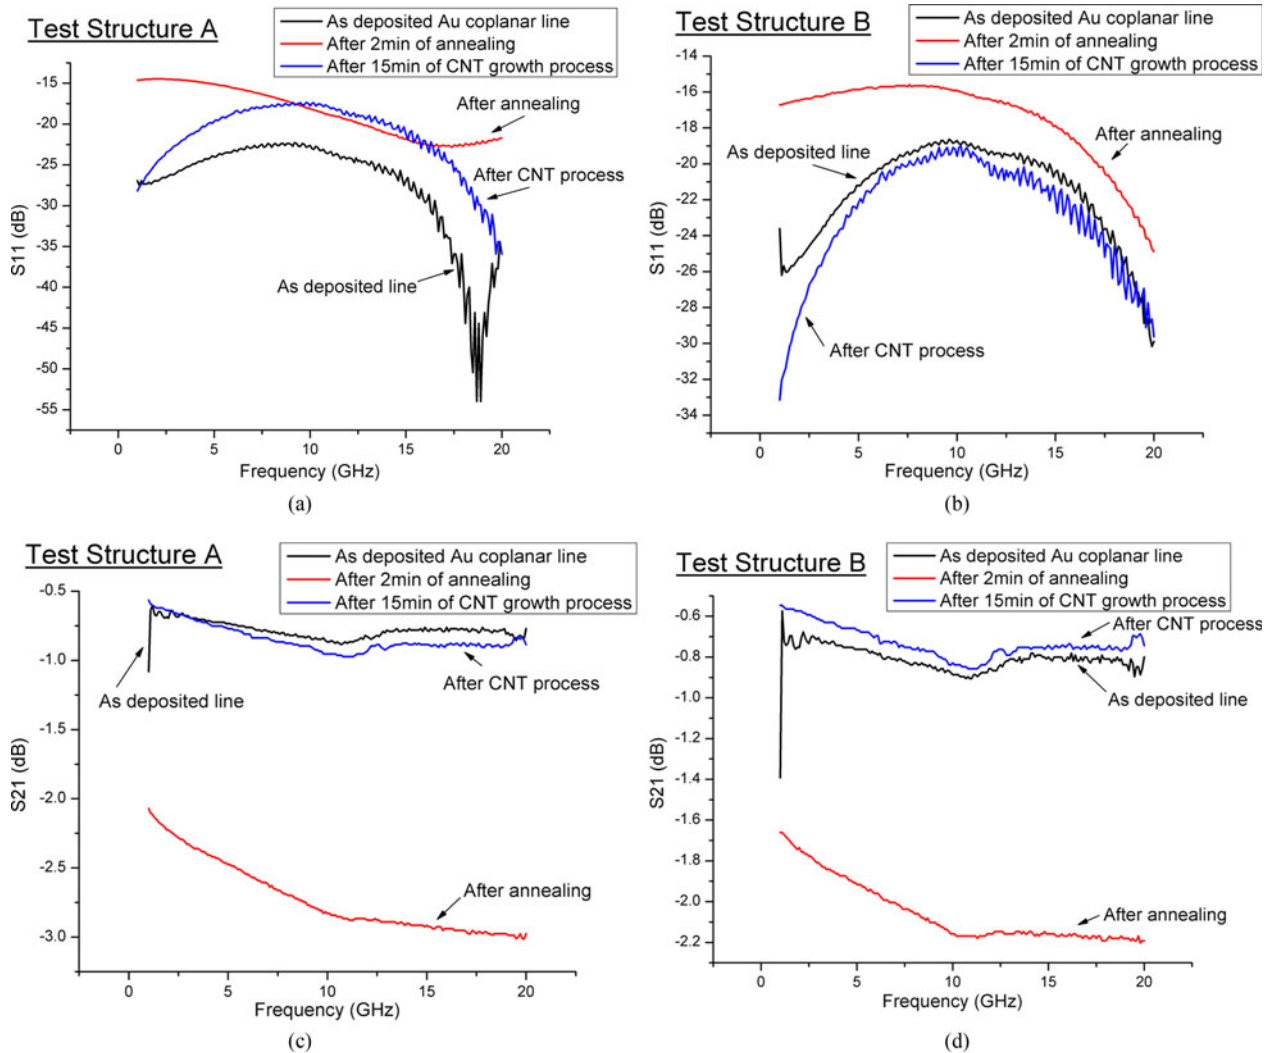 Test Structure A
As deposited Au coplanar line
After 2min of annealing
After 15min of CNT growth process
-15
-20
-25
-30
-35
-40
-45
-50
-55
S11 (dB)
After annealing
After CNT process
As deposited line
0 5 10 15 20
Frequency (GHz)
(a)
Test Structure B
As deposited Au coplanar line
After 2min of annealing
After 15min of CNT growth process
-14
-16
-18
-20
-22
-24
-26
-28
-30
-32
-34
S11 (dB)
As deposited line
After annealing
After CNT process
0 5 10 15 20
Frequency (GHz)
(b)
Test Structure A
As deposited Au coplanar line
After 2min of annealing
After 15min of CNT growth process
-0.5
-1.0
-1.5
-2.0
-2.5
-3.0
S21 (dB)
As deposited line
After CNT process
After annealing
0 5 10 15 20
Frequency (GHz)
(c)
Test Structure B
As deposited Au coplanar line
After 2min of annealing
After 15min of CNT growth process
-0.6
-0.8
-1.0
-1.2
-1.4
-1.6
-1.8
-2.0
-2.2
S21 (dB)
After CNT process
As deposited line
After annealing
0 5 10 15 20
Frequency (GHz)
(d)